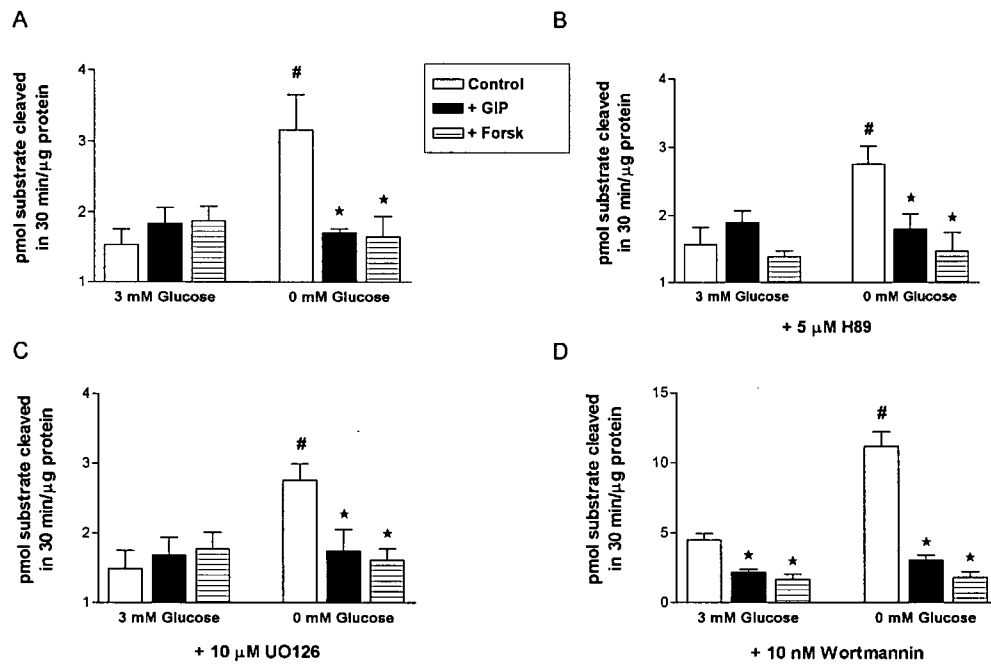 A
pmol substrate cleaved
in 30 min/μg protein
4
3
2
1
#
★
★
3 mM Glucose
0 mM Glucose
Control
+ GIP
+ Forsk
B
pmol substrate cleaved
in 30 min/μg protein
4
3
2
1
#
★
★
3 mM Glucose
0 mM Glucose
+ 5 μM H89
C
pmol substrate cleaved
in 30 min/μg protein
4
3
2
1
#
★
★
3 mM Glucose
0 mM Glucose
+ 10 μM UO126
D
pmol substrate cleaved
in 30 min/μg protein
15
10
5
0
#
★
★
★
★
3 mM Glucose
0 mM Glucose
+ 10 nM Wortmannin